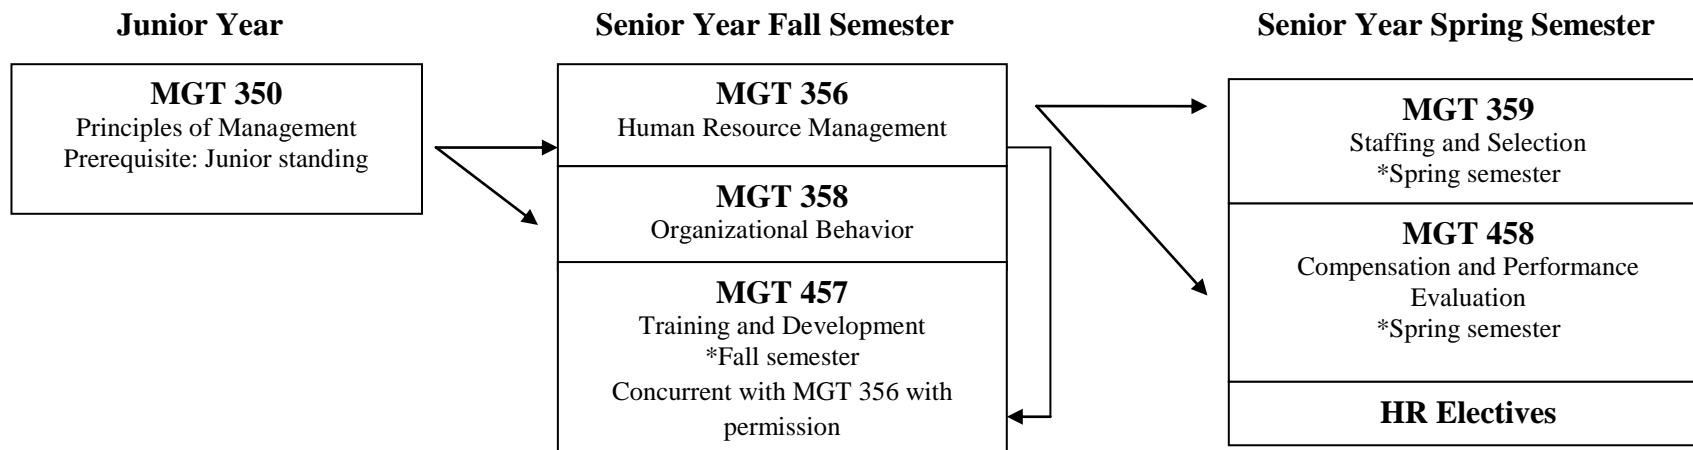 Junior Year
MGT 350
Principles of Management
Prerequisite: Junior standing
Senior Year Fall Semester
MGT 356
Human Resource Management
MGT 358
Organizational Behavior
MGT 457
Training and Development
*Fall semester
Concurrent with MGT 356 with
permission
Senior Year Spring Semester
MGT 359
Staffing and Selection
*Spring semester
MGT 458
Compensation and Performance
Evaluation
*Spring semester
HR Electives